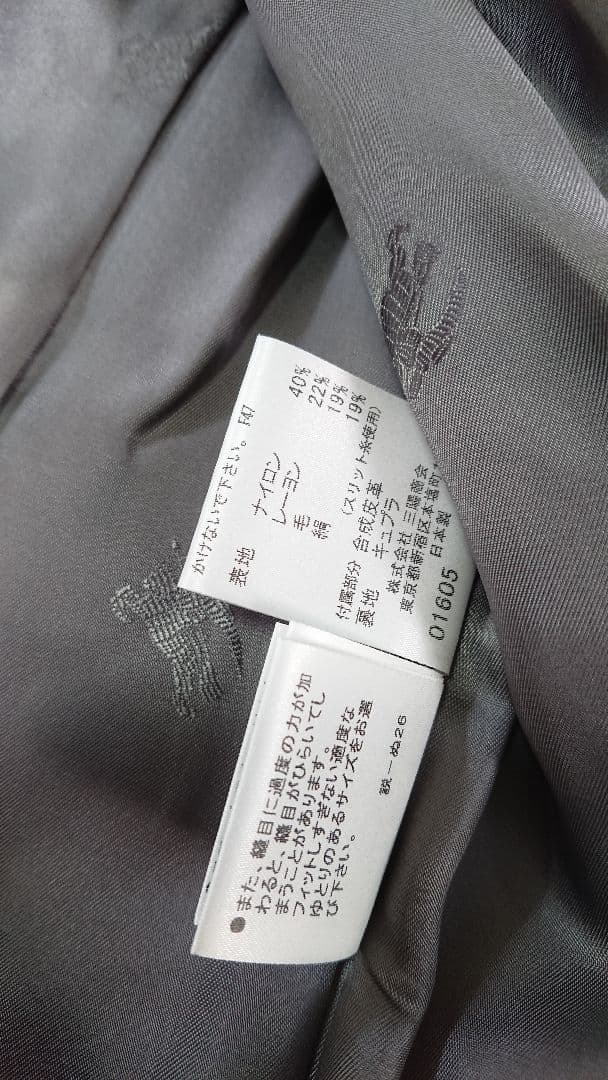 かけないで下さい。F47
表地
ナイロン 40%
レーヨン 22%
毛 19%
絹 19%
(スリット糸使用)
付属部分 合成皮革
裏地 キュプラ
株式会社 三陽商会
東京都新宿区本塩町
日本製
01605
●また、縫目に過度の力が加
わると、縫目がひらいてし
まうことがあります。
フィットしすぎない適度な
ゆとりのあるサイズをお選
び下さい。
鋭-ぬ26